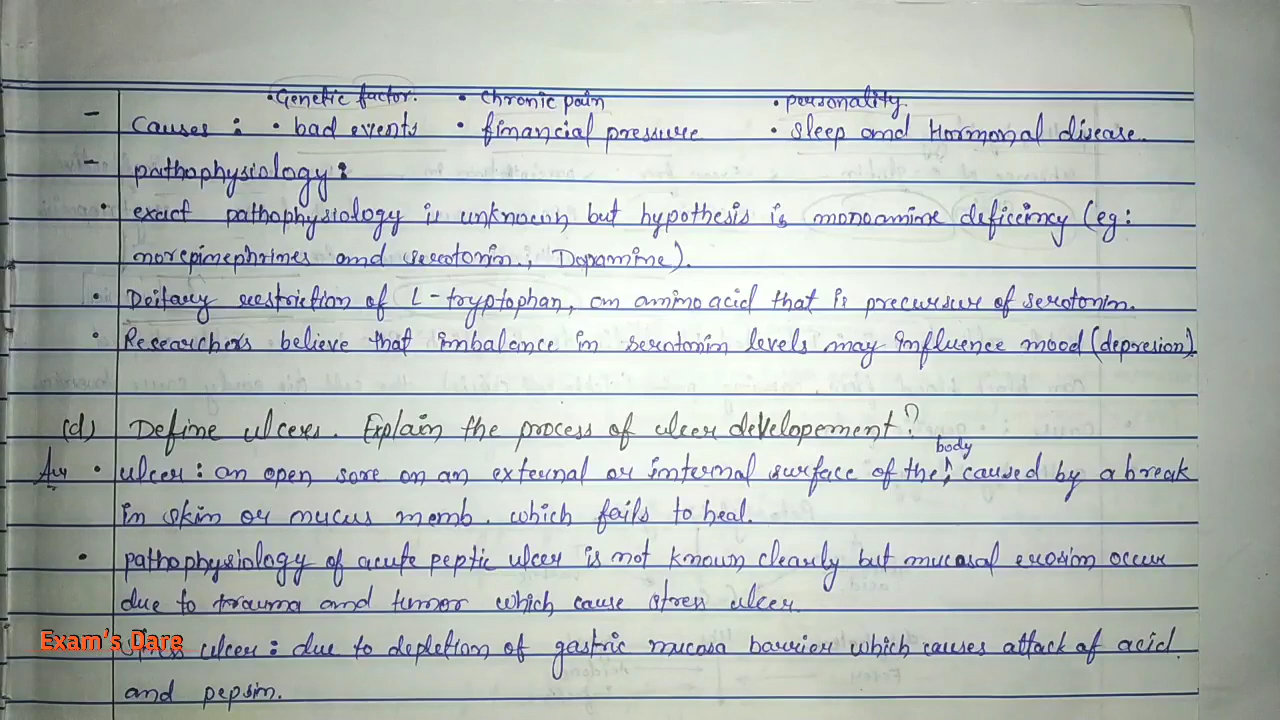 • Genetic factor. • Chronic pain • personality.
- Causes : • bad events • financial pressure • sleep and Hormonal disease.
- pathophysiology :
• exact pathophysiology is unknown but hypothesis is monoamine deficiency (eg:
norepinephrines and serotonin, Dopamine).
• Deitary restriction of L-tryptophan, an amino acid that is precursur of serotonin.
• Researchers believe that imbalance in serotonin levels may influence mood (depresion)
(d) Define ulcers. Explain the process of ulcer developement?
body
Ans • ulcer : an open sore on an external or internal surface of the caused by a break
in skin or mucus memb. which fails to heal.
• pathophysiology of acute peptic ulcer is not known clearly but mucosal erosion occur
due to trauma and tumor which cause stress ulcer.
Exam's Dare
Stress ulcer : due to depletion of gastric mucosa barrier which causes attack of acid
and pepsin.